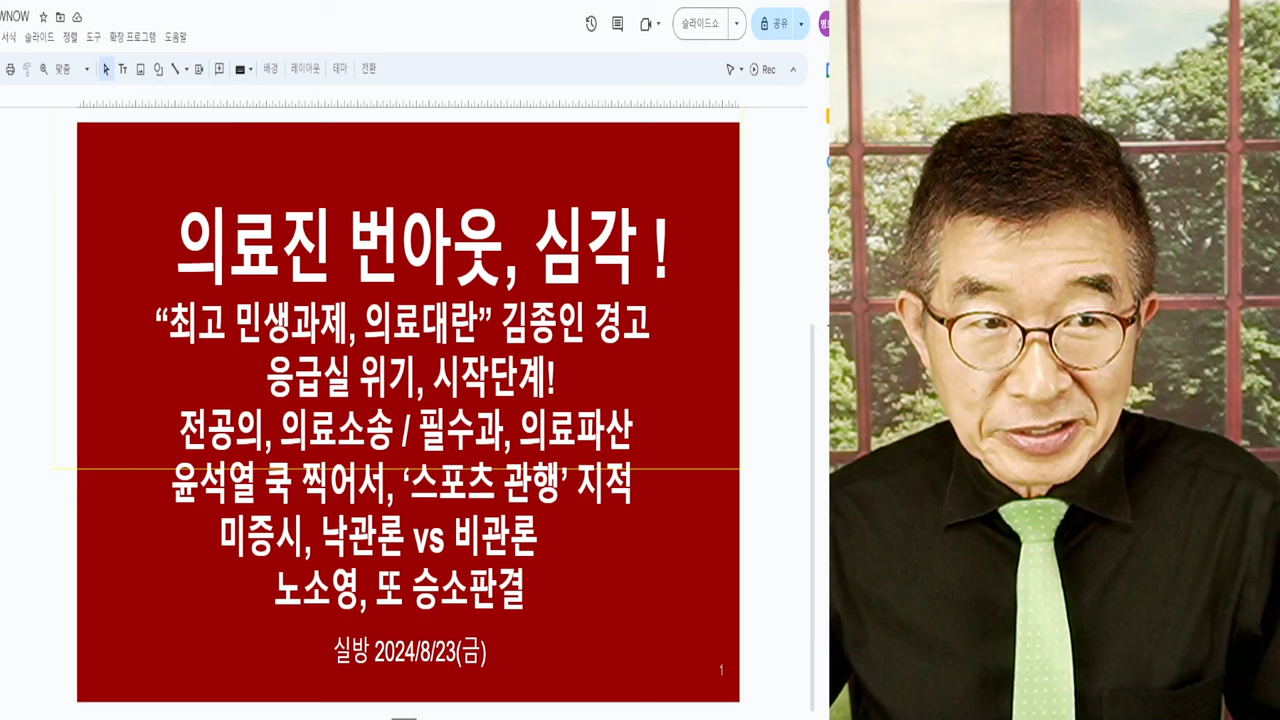 WNOW
서식 슬라이드 정렬 도구 확장 프로그램 도움말
슬라이드쇼
공유
맞춤
Tт
배경 레이아웃 테마 전환
Rec
의료진 번아웃, 심각 !
“최고 민생과제, 의료대란” 김종인 경고
응급실 위기, 시작단계!
전공의, 의료소송 / 필수과, 의료파산
윤석열 쿡 찍어서, ‘스포츠 관행’ 지적
미증시, 낙관론 vs 비관론
노소영, 또 승소판결
실방 2024/8/23(금)
1